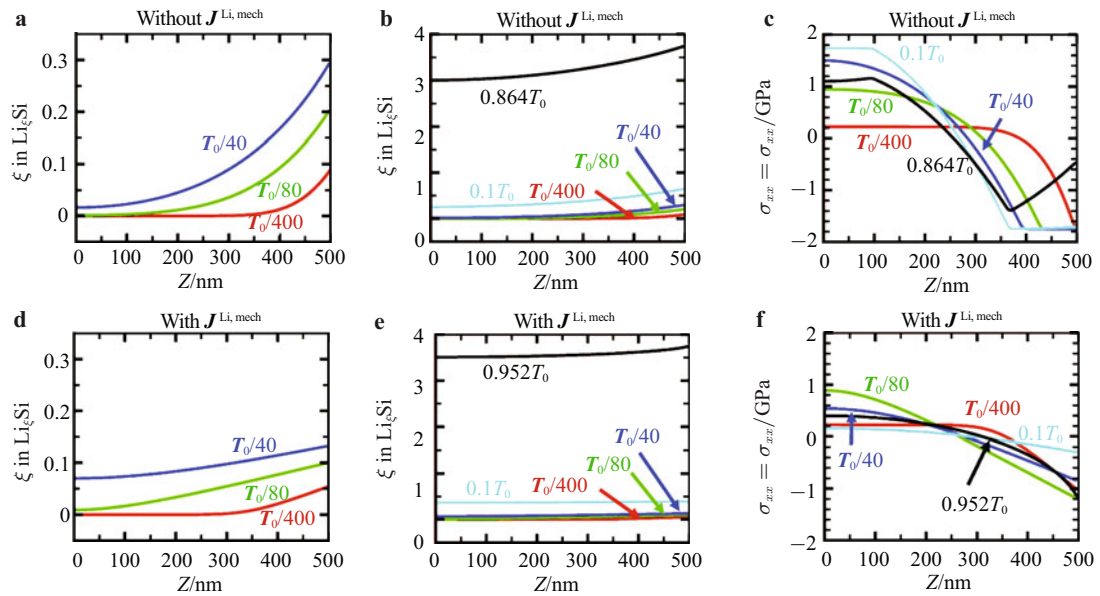 a Without J Li, mech
ξ in LiξSi
0.3
0.2
0.1
0
T0/40
T0/80
T0/400
0 100 200 300 400 500
Z/nm
b Without J Li, mech
ξ in LiξSi
4
3
2
1
0
0.864T0
T0/40
T0/80
0.1T0
T0/400
0 100 200 300 400 500
Z/nm
c Without J Li, mech
σxx = σxx/GPa
2
1
0
−1
−2
0.1T0
T0/40
T0/80
T0/400
0.864T0
0 100 200 300 400 500
Z/nm
d With J Li, mech
ξ in LiξSi
0.3
0.2
0.1
0
T0/40
T0/80
T0/400
0 100 200 300 400 500
Z/nm
e With J Li, mech
ξ in LiξSi
4
3
2
1
0
0.952T0
T0/40
T0/80
0.1T0
T0/400
0 100 200 300 400 500
Z/nm
f With J Li, mech
σxx = σxx/GPa
2
1
0
−1
−2
T0/80
T0/400
0.1T0
T0/40
0.952T0
0 100 200 300 400 500
Z/nm